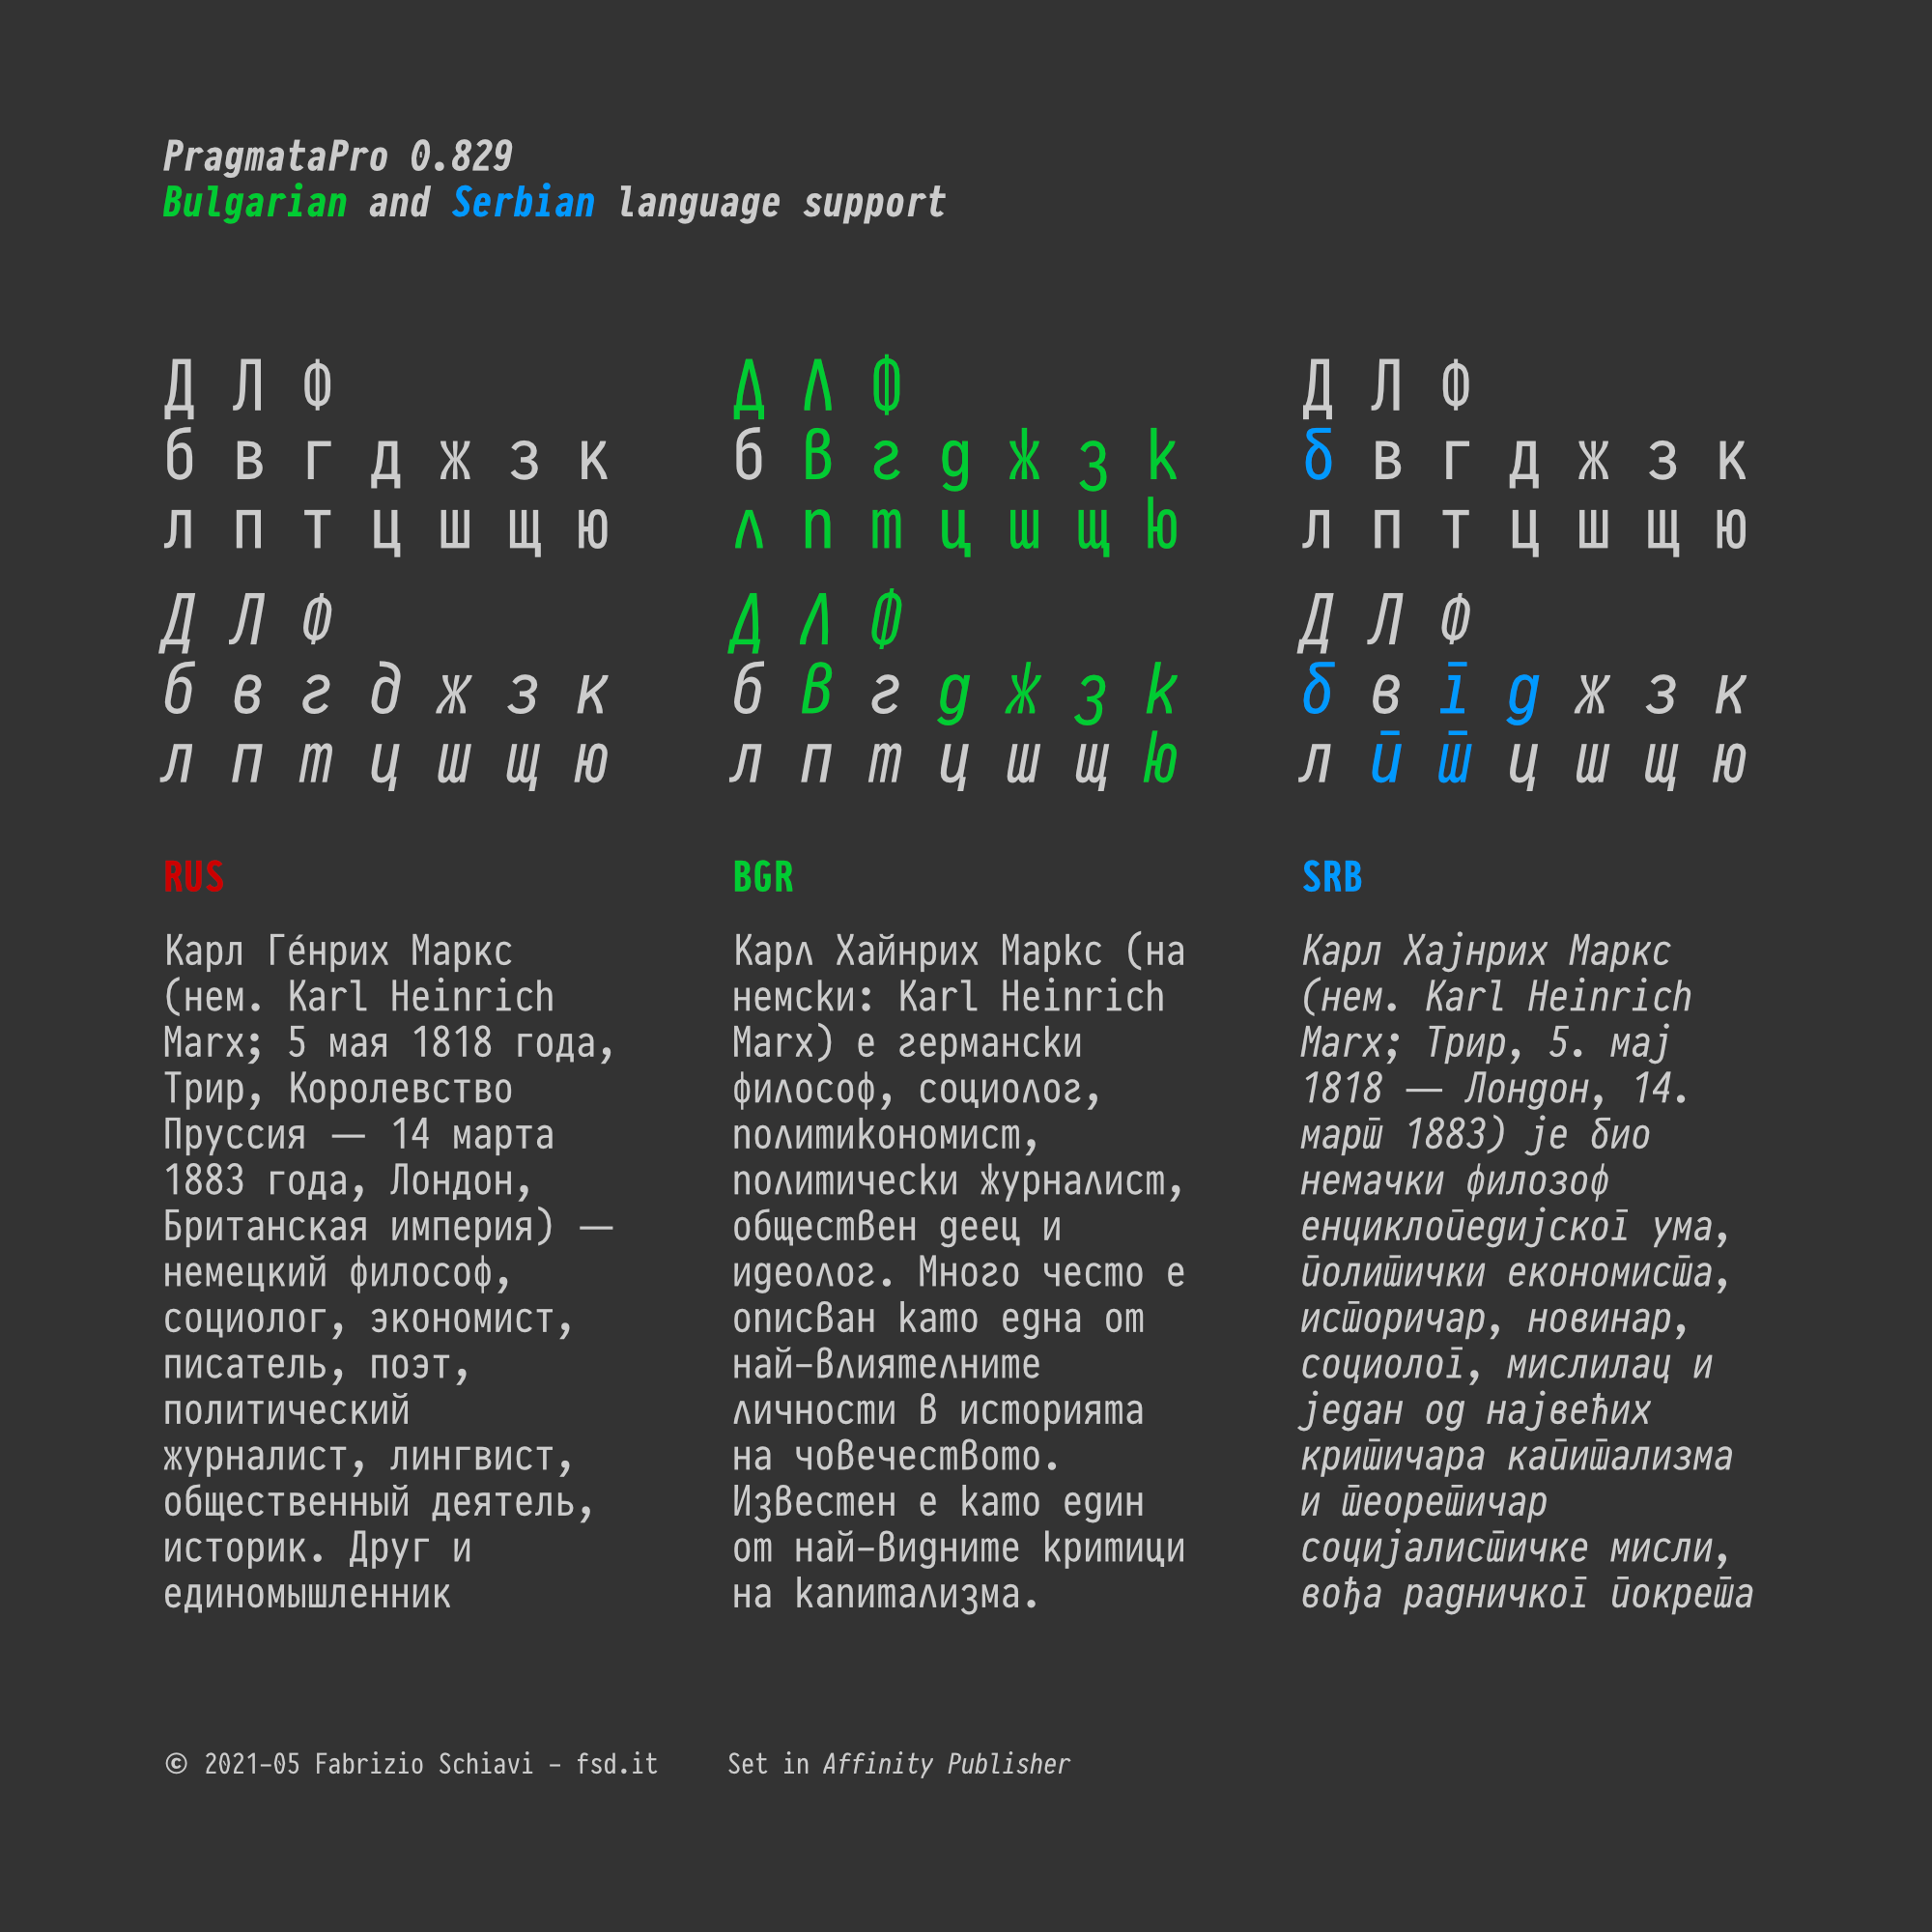 PragmataPro 0.829
Bulgarian and Serbian language support
Д Л Ф
б в г д ж з к
л п т ц ш щ ю
Д Л Ф
б в г д ж з к
л п т ц ш щ ю
Д Л Ф
б в г д ж з к
л п т ц ш щ ю
Д Л Ф
б в г д ж з к
л п т ц ш щ ю
Д Л Ф
б в г д ж з к
л п т ц ш щ ю
Д Л Ф
б в г д ж з к
л п т ц ш щ ю
RUS
Карл Ге́нрих Маркс
(нем. Karl Heinrich
Marx; 5 мая 1818 года,
Трир, Королевство
Пруссия — 14 марта
1883 года, Лондон,
Британская империя) —
немецкий философ,
социолог, экономист,
писатель, поэт,
политический
журналист, лингвист,
общественный деятель,
историк. Друг и
единомышленник
BGR
Карл Хайнрих Маркс (на
немски: Karl Heinrich
Marx) е германски
философ, социолог,
политикономист,
политически журналист,
обществен деец и
идеолог. Много често е
описван като една от
най-влиятелните
личности в историята
на човечеството.
Известен е като един
от най-видните критици
на капитализма.
SRB
Карл Хајнрих Маркс
(нем. Karl Heinrich
Marx; Трир, 5. мај
1818 — Лондон, 14.
март 1883) је био
немачки филозоф
енциклопедијског ума,
политички економиста,
историчар, новинар,
социолог, мислилац и
један од највећих
критичара капитализма
и теоретичар
социјалистичке мисли,
вођа радничког покрета
© 2021-05 Fabrizio Schiavi - fsd.it
Set in Affinity Publisher